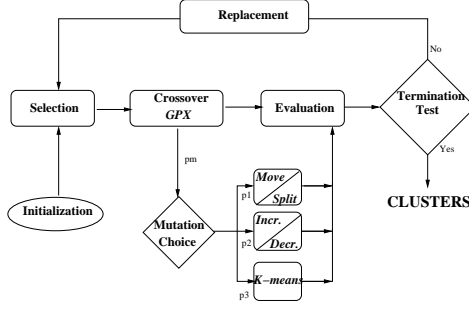 Replacement
No
Selection
Crossover
GPX
Evaluation
Termination
Test
pm
Yes
Initialization
Mutation
Choice
p1
Move
Split
CLUSTERS
p2
Incr.
Decr.
p3
K-means